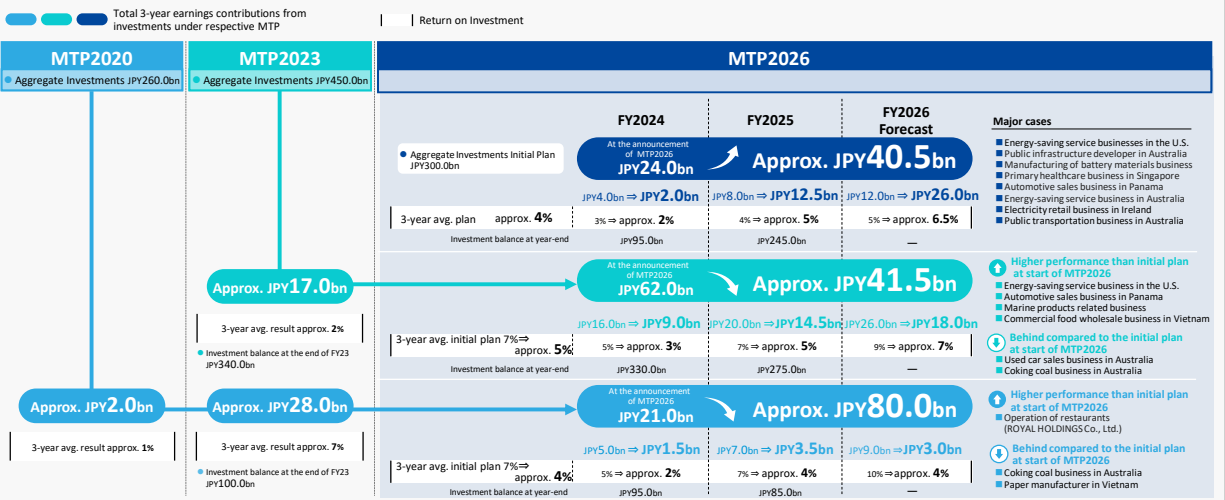 Total 3-year earnings contributions from
investments under respective MTP
Return on Investment
MTP2020
Aggregate Investments JPY260.0bn
MTP2023
Aggregate Investments JPY450.0bn
MTP2026
FY2024
FY2025
FY2026
Forecast
Major cases
Aggregate Investments Initial Plan
JPY300.0bn
At the announcement
of MTP2026
JPY24.0bn
Approx. JPY40.5bn
JPY4.0bn ⇒ JPY2.0bn
JPY8.0bn ⇒ JPY12.5bn
JPY12.0bn ⇒ JPY26.0bn
3-year avg. plan approx. 4%
3% ⇒ approx. 2%
4% ⇒ approx. 5%
5% ⇒ approx. 6.5%
Investment balance at year-end
JPY95.0bn
JPY245.0bn
—
Energy-saving service businesses in the U.S.
Public infrastructure developer in Australia
Manufacturing of battery materials business
Primary healthcare business in Singapore
Automotive sales business in Panama
Energy-saving service business in Australia
Electricity retail business in Ireland
Public transportation business in Australia
Approx. JPY17.0bn
3-year avg. result approx. 2%
Investment balance at the end of FY23
JPY340.0bn
At the announcement
of MTP2026
JPY62.0bn
Approx. JPY41.5bn
JPY16.0bn ⇒ JPY9.0bn
JPY20.0bn ⇒ JPY14.5bn
JPY26.0bn ⇒ JPY18.0bn
3-year avg. initial plan 7%⇒
approx. 5%
5% ⇒ approx. 3%
7% ⇒ approx. 5%
9% ⇒ approx. 7%
Investment balance at year-end
JPY330.0bn
JPY275.0bn
—
Higher performance than initial plan
at start of MTP2026
Energy-saving service business in the U.S.
Automotive sales business in Panama
Marine products related business
Commercial food wholesale business in Vietnam
Behind compared to the initial plan
at start of MTP2026
Used car sales business in Australia
Coking coal business in Australia
Approx. JPY2.0bn
3-year avg. result approx. 1%
Approx. JPY28.0bn
3-year avg. result approx. 7%
Investment balance at the end of FY23
JPY100.0bn
At the announcement
of MTP2026
JPY21.0bn
Approx. JPY80.0bn
JPY5.0bn ⇒ JPY1.5bn
JPY7.0bn ⇒ JPY3.5bn
JPY9.0bn ⇒ JPY3.0bn
3-year avg. initial plan 7%⇒
approx. 4%
5% ⇒ approx. 2%
7% ⇒ approx. 4%
10% ⇒approx. 4%
Investment balance at year-end
JPY95.0bn
JPY85.0bn
—
Higher performance than initial plan
at start of MTP2026
Operation of restaurants
(ROYAL HOLDINGS Co., Ltd.)
Behind compared to the initial plan
at start of MTP2026
Coking coal business in Australia
Paper manufacturer in Vietnam